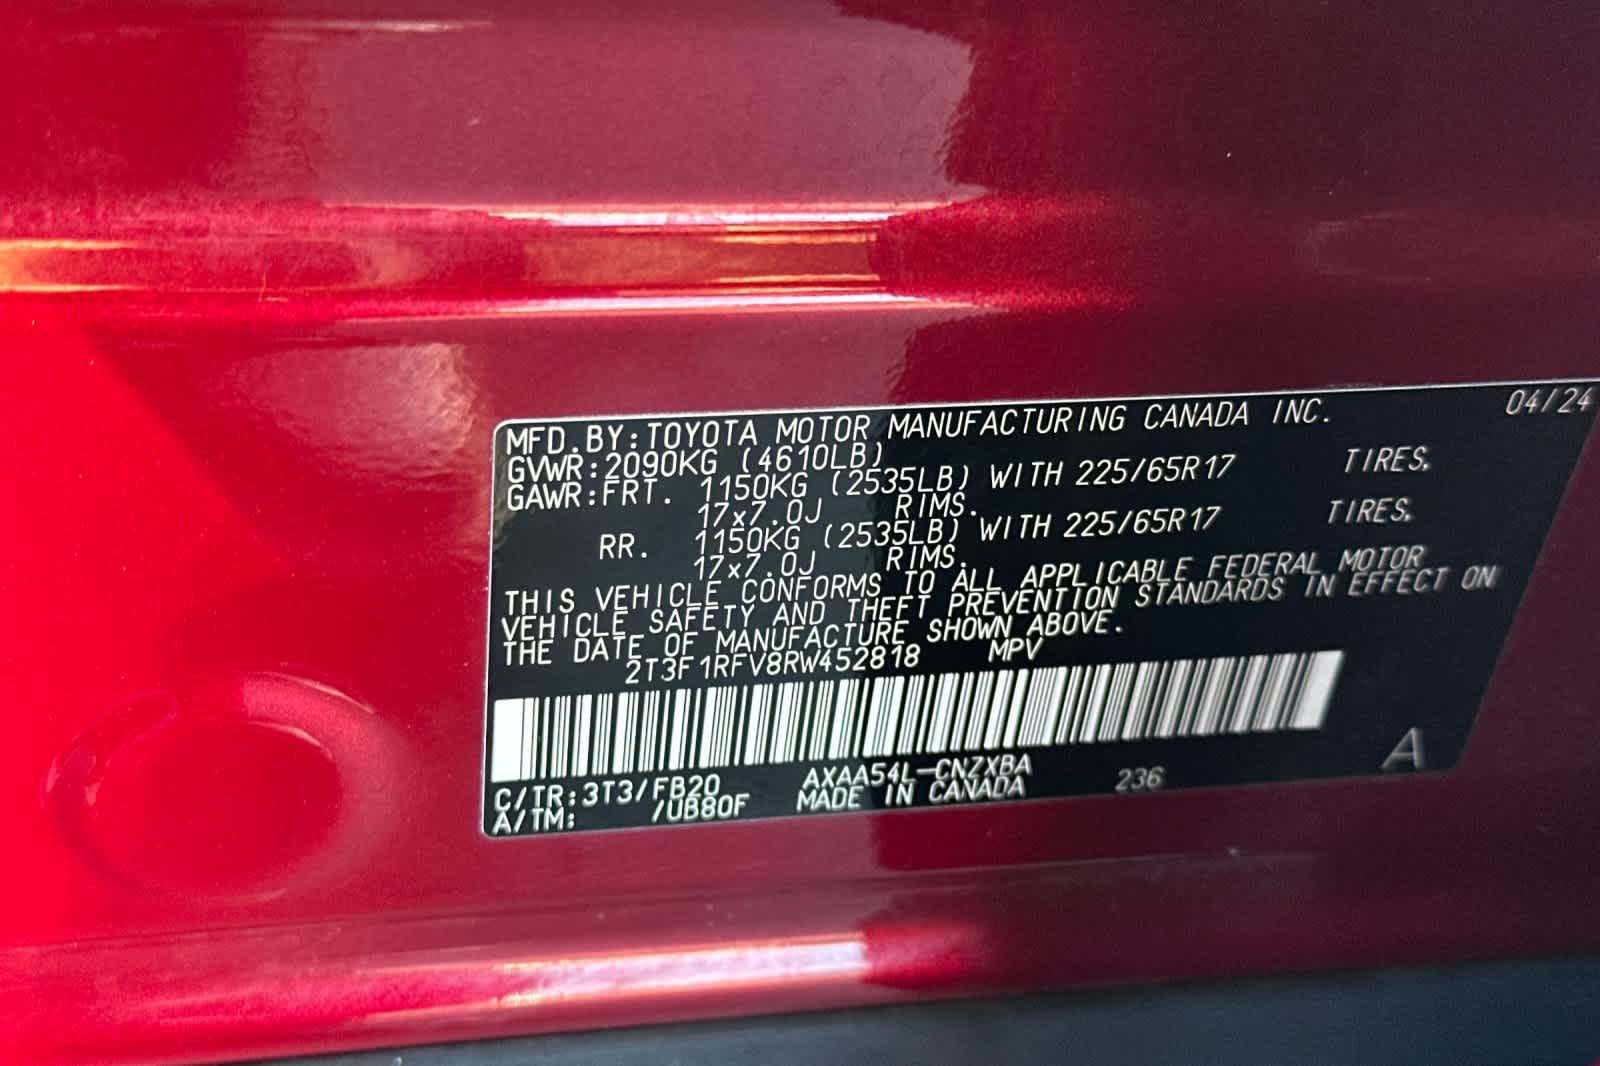 04/24
MFD.BY:TOYOTA MOTOR MANUFACTURING CANADA INC.
GVWR:2090KG (4610LB)
GAWR:FRT. 1150KG (2535LB) WITH 225/65R17 TIRES.
17x7.0J RIMS.
RR. 1150KG (2535LB) WITH 225/65R17 TIRES.
17x7.0J RIMS.
THIS VEHICLE CONFORMS TO ALL APPLICABLE FEDERAL MOTOR
VEHICLE SAFETY AND THEFT PREVENTION STANDARDS IN EFFECT ON
THE DATE OF MANUFACTURE SHOWN ABOVE.
2T3F1RFV8RW452818 MPV
C/TR:3T3/FB20 AXAA54L-CNZXBA 236 A
A/TM: /UB80F MADE IN CANADA